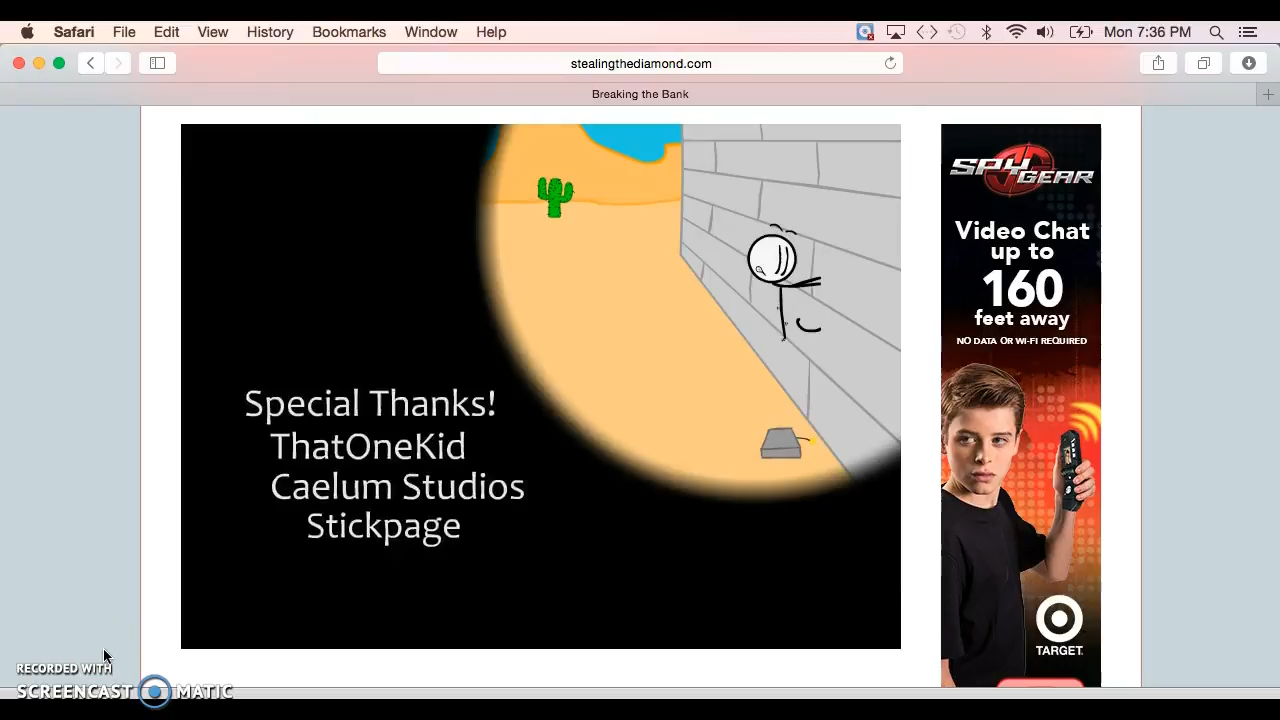 Safari File Edit View History Bookmarks Window Help Mon 7:36 PM
stealingthediamond.com
Breaking the Bank
SPY GEAR
Video Chat
up to
160
feet away
NO DATA OR WI-FI REQUIRED
Special Thanks!
ThatOneKid
Caelum Studios
Stickpage
TARGET
RECORDED WITH
SCREENCAST MATIC